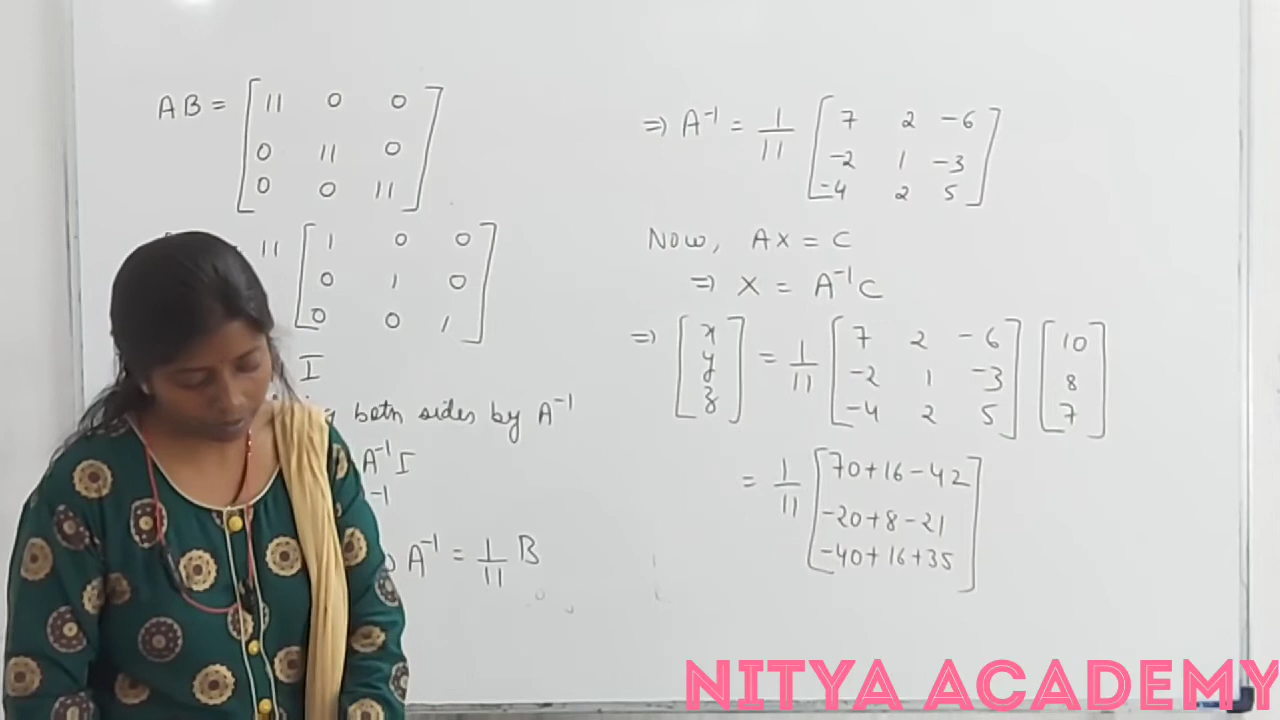 AB = [11 0 0
0 11 0
0 0 11]
11 [1 0 0
0 1 0
0 0 1]
I
both sides by A⁻¹
A⁻¹I
-1
A⁻¹ = 1/11 B
⇒ A⁻¹ = 1/11 [7 2 -6
-2 1 -3
-4 2 5]
Now, AX = C
⇒ X = A⁻¹C
⇒ [x y z] = 1/11 [7 2 -6
-2 1 -3
-4 2 5] [10 8 7]
= 1/11 [70+16-42
-20+8-21
-40+16+35]
NITYA ACADEMY